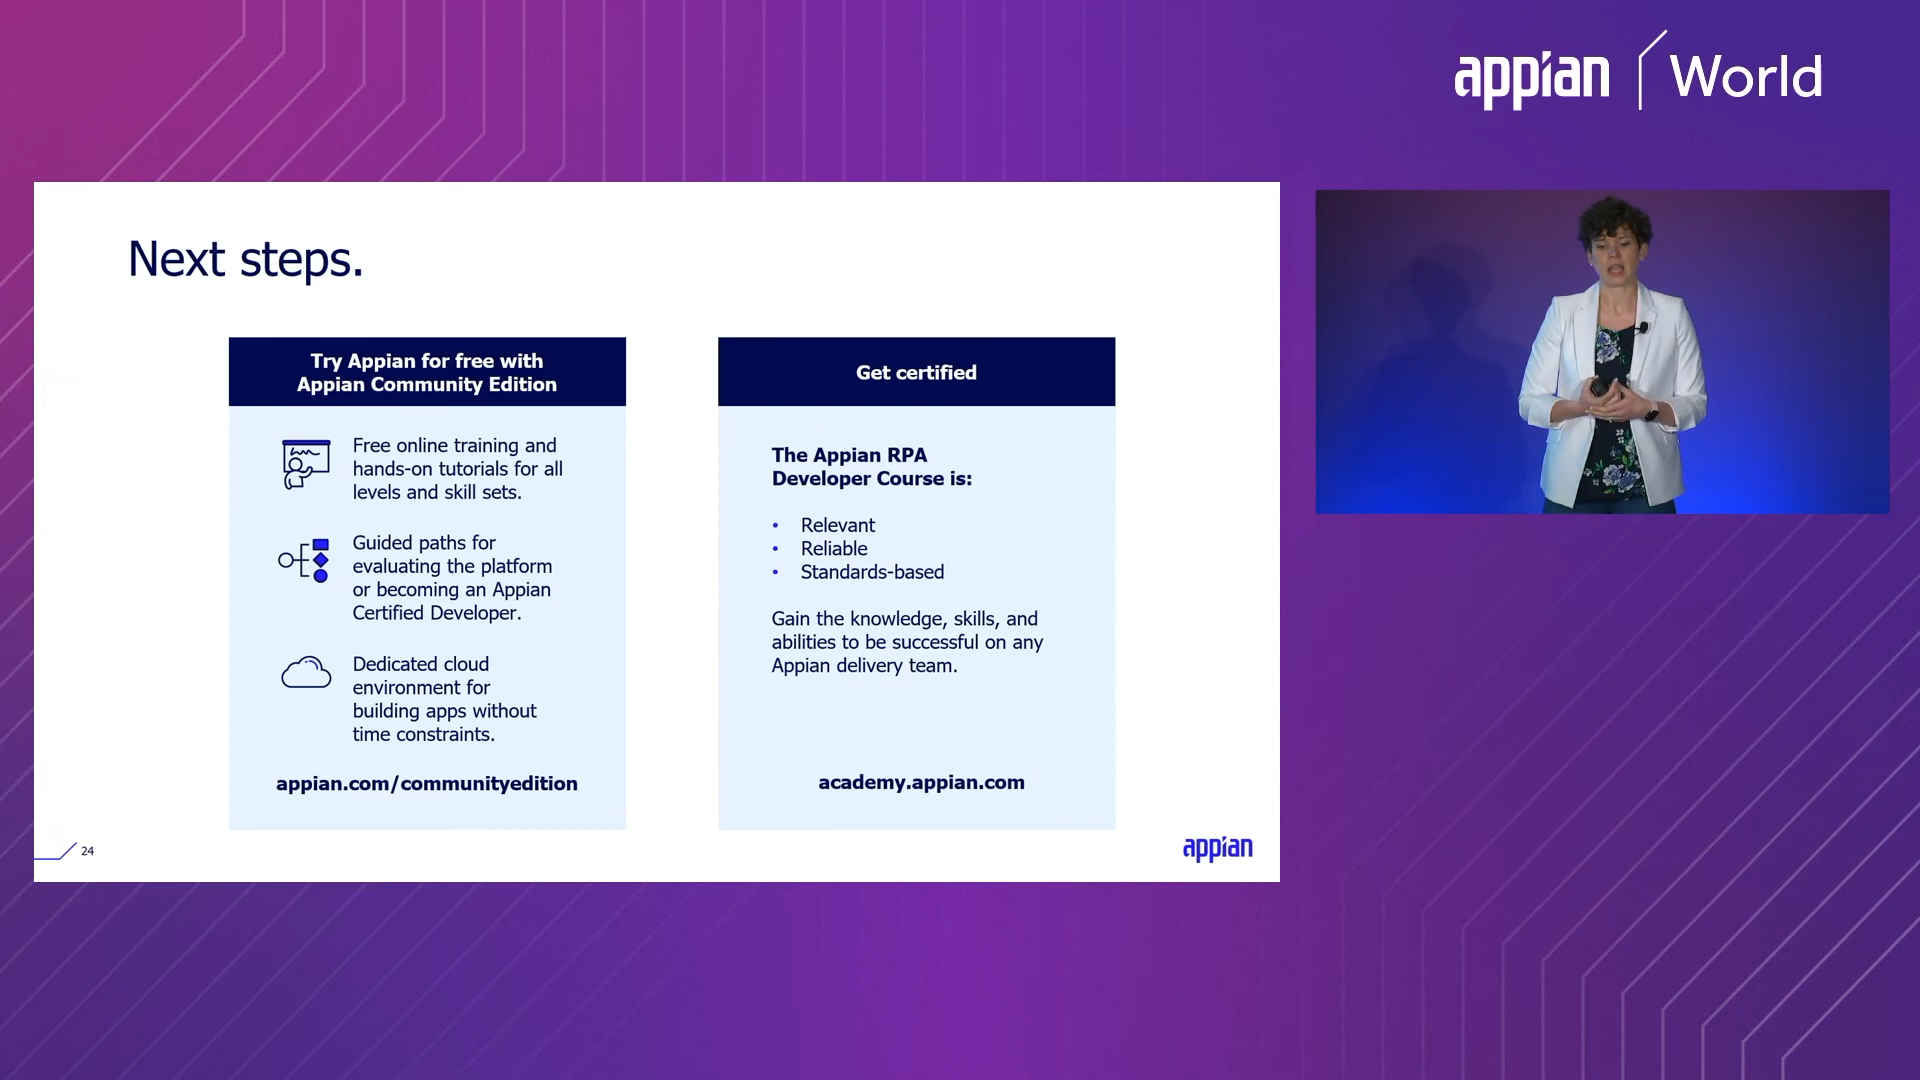 appian World
Next steps.
Try Appian for free with
Appian Community Edition
Free online training and
hands-on tutorials for all
levels and skill sets.
Guided paths for
evaluating the platform
or becoming an Appian
Certified Developer.
Dedicated cloud
environment for
building apps without
time constraints.
appian.com/communityedition
Get certified
The Appian RPA
Developer Course is:
• Relevant
• Reliable
• Standards-based
Gain the knowledge, skills, and
abilities to be successful on any
Appian delivery team.
academy.appian.com
24
appian